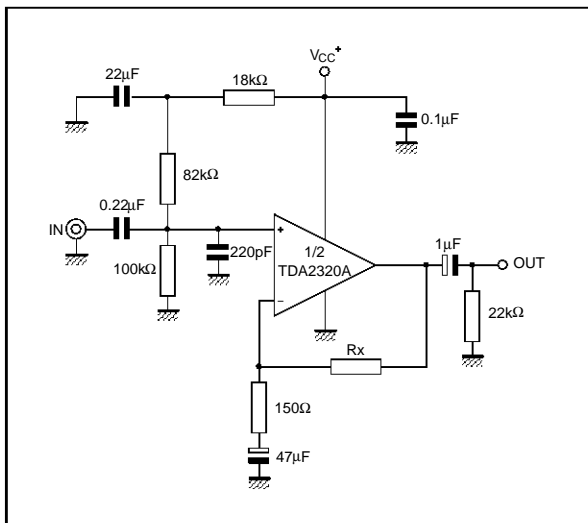 VCC+
22μF
18kΩ
0.1μF
82kΩ
0.22μF
IN
+
1/2
TDA2320A
1μF
OUT
100kΩ
220pF
−
22kΩ
Rx
150Ω
47μF